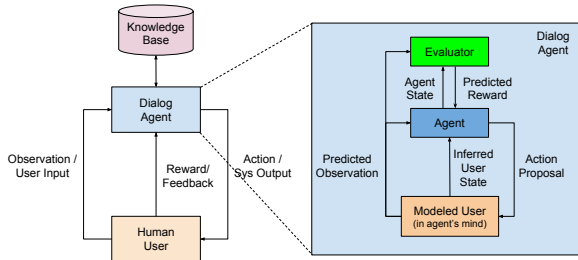 Knowledge
Base
Dialog
Agent
Observation /
User Input
Reward/
Feedback
Action /
Sys Output
Human
User
Dialog
Agent
Evaluator
Agent
State
Predicted
Reward
Agent
Predicted
Observation
Inferred
User
State
Action
Proposal
Modeled User
(in agent's mind)